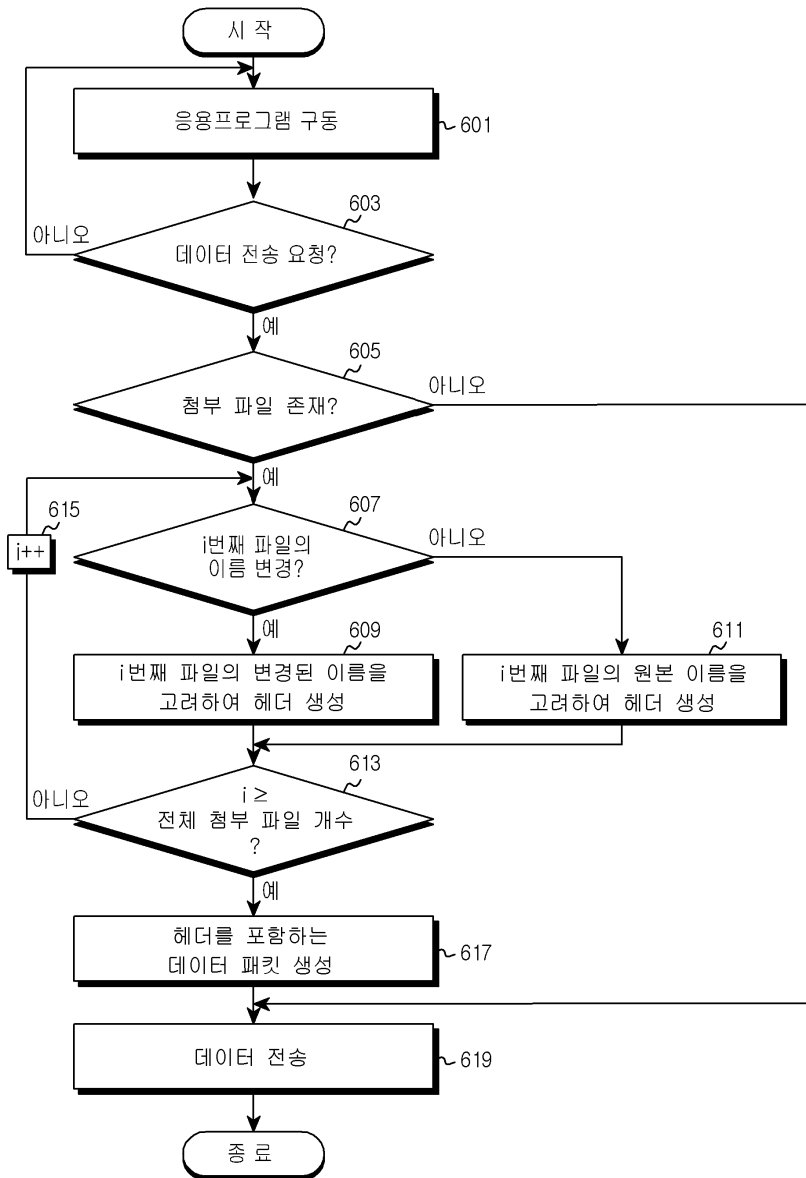 시 작
응용프로그램 구동
601
603
아니오
데이터 전송 요청?
예
605
아니오
첨부 파일 존재?
예
615
607
i++
i번째 파일의
이름 변경?
아니오
예
609
611
i번째 파일의 변경된 이름을
고려하여 헤더 생성
i번째 파일의 원본 이름을
고려하여 헤더 생성
613
아니오
i ≥
전체 첨부 파일 개수
?
예
헤더를 포함하는
데이터 패킷 생성
617
데이터 전송
619
종 료